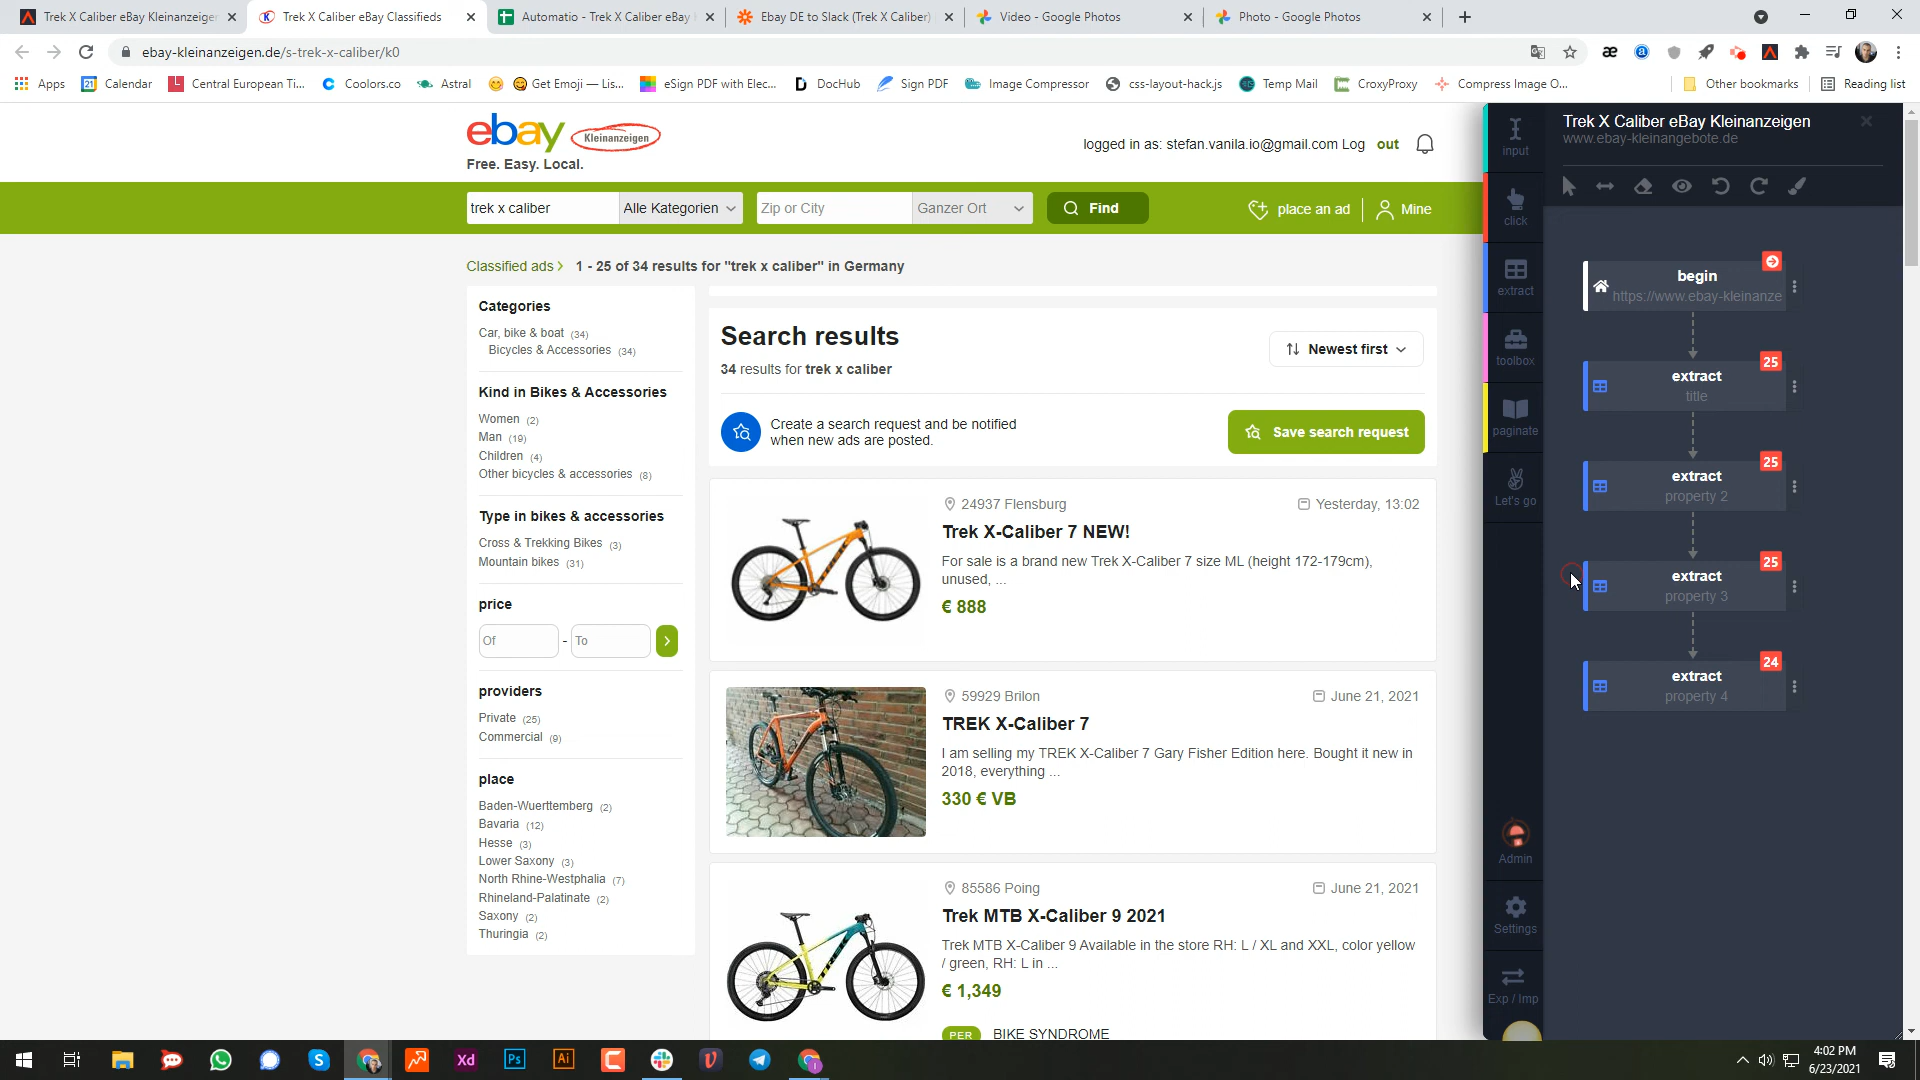 Trek X Caliber eBay Kleinanzeigen
Trek X Caliber eBay Classifieds
Automatio - Trek X Caliber eBay
Ebay DE to Slack (Trek X Caliber)
Video - Google Photos
Photo - Google Photos
ebay-kleinanzeigen.de/s-trek-x-caliber/k0
Apps
Calendar
Central European Ti...
Coolors.co
Astral
Get Emoji — Lis...
eSign PDF with Elec...
DocHub
Sign PDF
Image Compressor
css-layout-hack.js
Temp Mail
CroxyProxy
Compress Image O...
Other bookmarks
Reading list
ebay Kleinanzeigen
Free. Easy. Local.
logged in as: stefan.vanila.io@gmail.com Log out
trek x caliber
Alle Kategorien
Zip or City
Ganzer Ort
Find
place an ad
Mine
Classified ads > 1 - 25 of 34 results for "trek x caliber" in Germany
Categories
Car, bike & boat (34)
Bicycles & Accessories (34)
Kind in Bikes & Accessories
Women (2)
Man (19)
Children (4)
Other bicycles & accessories (8)
Type in bikes & accessories
Cross & Trekking Bikes (3)
Mountain bikes (31)
price
Of - To
providers
Private (25)
Commercial (9)
place
Baden-Wuerttemberg (2)
Bavaria (12)
Hesse (3)
Lower Saxony (3)
North Rhine-Westphalia (7)
Rhineland-Palatinate (2)
Saxony (2)
Thuringia (2)
Search results
34 results for trek x caliber
Newest first
Create a search request and be notified
when new ads are posted.
Save search request
24937 Flensburg
Yesterday, 13:02
Trek X-Caliber 7 NEW!
For sale is a brand new Trek X-Caliber 7 size ML (height 172-179cm),
unused, ...
€ 888
59929 Brilon
June 21, 2021
TREK X-Caliber 7
I am selling my TREK X-Caliber 7 Gary Fisher Edition here. Bought it new in
2018, everything ...
330 € VB
85586 Poing
June 21, 2021
Trek MTB X-Caliber 9 2021
Trek MTB X-Caliber 9 Available in the store RH: L / XL and XXL, color yellow
/ green, RH: L in ...
€ 1,349
PER BIKE SYNDROME
input
click
extract
toolbox
paginate
Let's go
Admin
Settings
Exp / Imp
Trek X Caliber eBay Kleinanzeigen
www.ebay-kleinangebote.de
begin
https://www.ebay-kleinanze
25
extract
title
25
extract
property 2
25
extract
property 3
24
extract
property 4
4:02 PM
6/23/2021